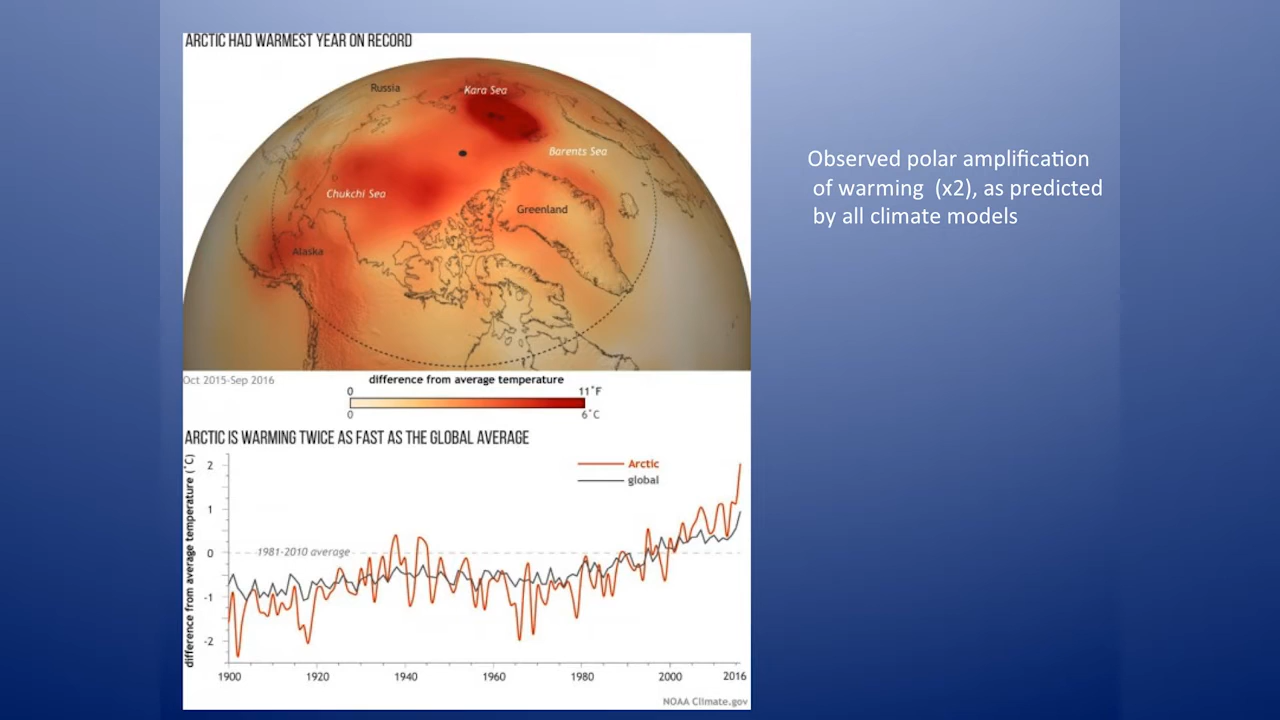 ARCTIC HAD WARMEST YEAR ON RECORD
Russia
Kara Sea
Barents Sea
Chukchi Sea
Greenland
Alaska
Oct 2015-Sep 2016
difference from average temperature
0 11°F
0 6°C
ARCTIC IS WARMING TWICE AS FAST AS THE GLOBAL AVERAGE
difference from average temperature (°C)
Arctic
global
2
1
0
-1
-2
1981-2010 average
1900 1920 1940 1960 1980 2000 2016
NOAA Climate.gov
Observed polar amplification
of warming (x2), as predicted
by all climate models